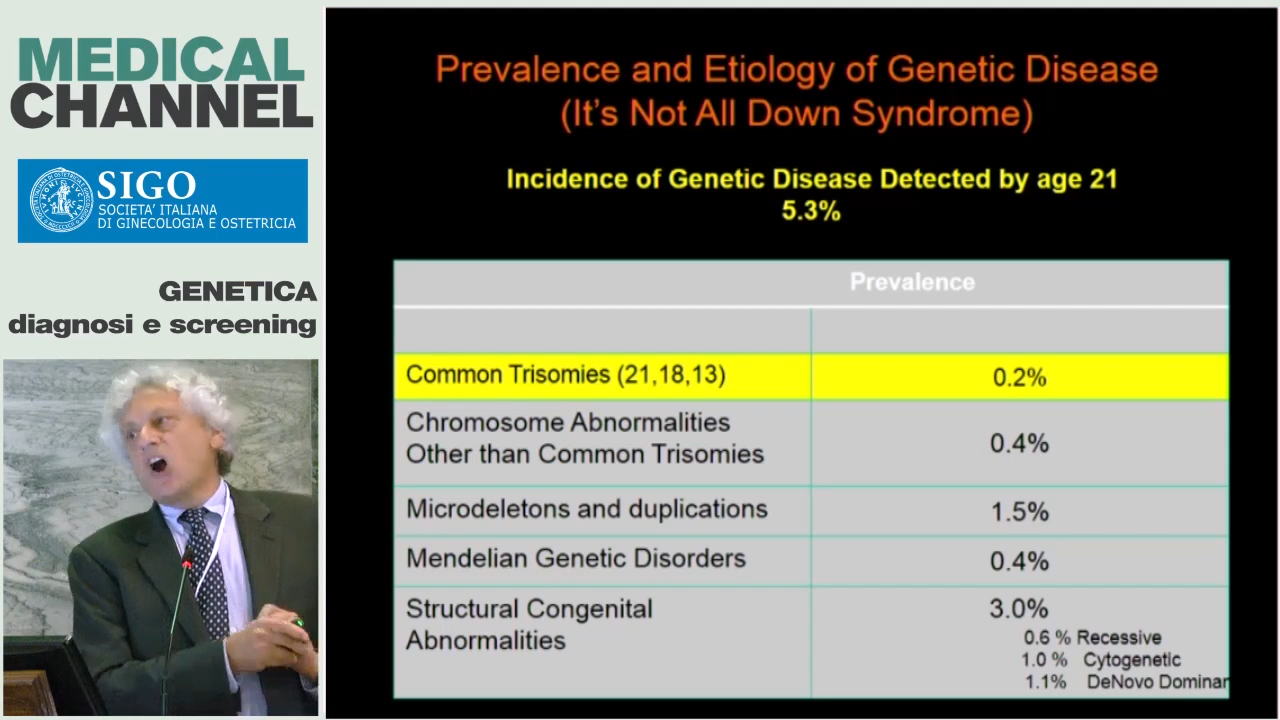 MEDICAL
CHANNEL
SIGO
SOCIETA' ITALIANA
DI GINECOLOGIA E OSTETRICIA
GENETICA
diagnosi e screening
Prevalence and Etiology of Genetic Disease
(It's Not All Down Syndrome)
Incidence of Genetic Disease Detected by age 21
5.3%
Prevalence
Common Trisomies (21,18,13)
0.2%
Chromosome Abnormalities
Other than Common Trisomies
0.4%
Microdeletons and duplications
1.5%
Mendelian Genetic Disorders
0.4%
Structural Congenital
Abnormalities
3.0%
0.6 % Recessive
1.0 % Cytogenetic
1.1% DeNovo Dominar